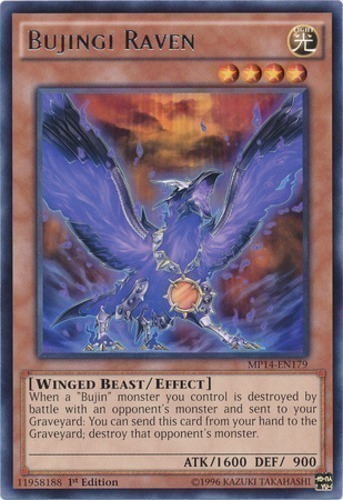 BUJINGI RAVEN
LIGHT
光
MP14-EN179
[WINGED BEAST/EFFECT]
When a "Bujin" monster you control is destroyed by
battle with an opponent's monster and sent to your
Graveyard: You can send this card from your hand to the
Graveyard; destroy that opponent's monster.
ATK/1600 DEF/ 900
11958188 1st Edition ©1996 KAZUKI TAKAHASHI